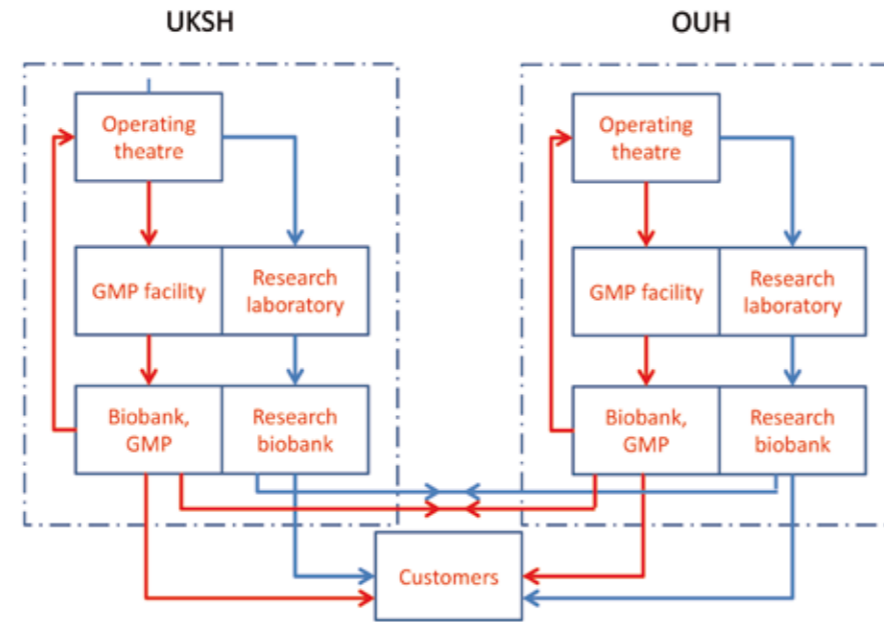 UKSH
OUH
Operating
theatre
Operating
theatre
GMP facility
Research
laboratory
GMP facility
Research
laboratory
Biobank,
GMP
Research
biobank
Biobank,
GMP
Research
biobank
Customers